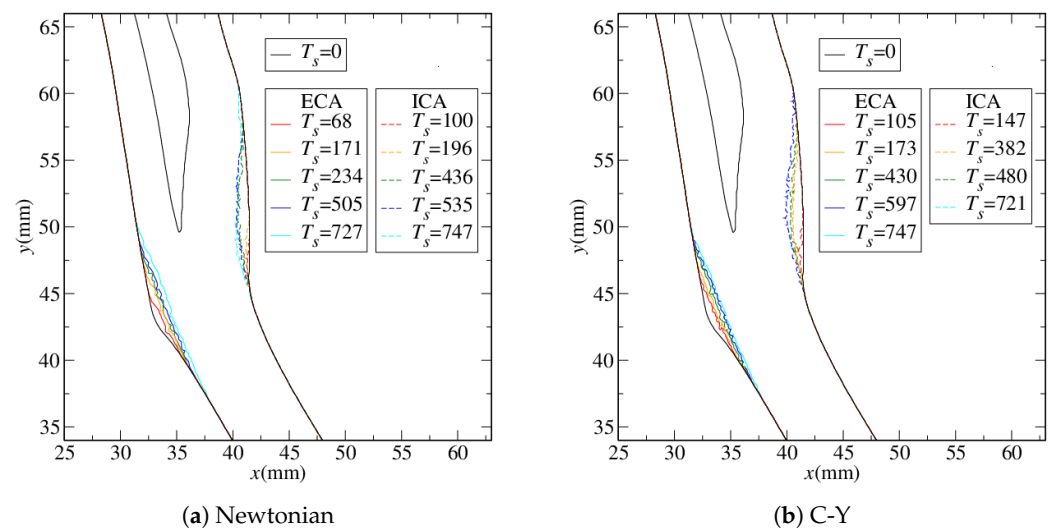 65
60
55
50
45
40
35
y(mm)
25 30 35 40 45 50 55 60
x(mm)
T_s=0
ECA
T_s=68
T_s=171
T_s=234
T_s=505
T_s=727
ICA
T_s=100
T_s=196
T_s=436
T_s=535
T_s=747
(a) Newtonian
65
60
55
50
45
40
35
y(mm)
25 30 35 40 45 50 55 60
x(mm)
T_s=0
ECA
T_s=105
T_s=173
T_s=430
T_s=597
T_s=747
ICA
T_s=147
T_s=382
T_s=480
T_s=721
(b) C-Y